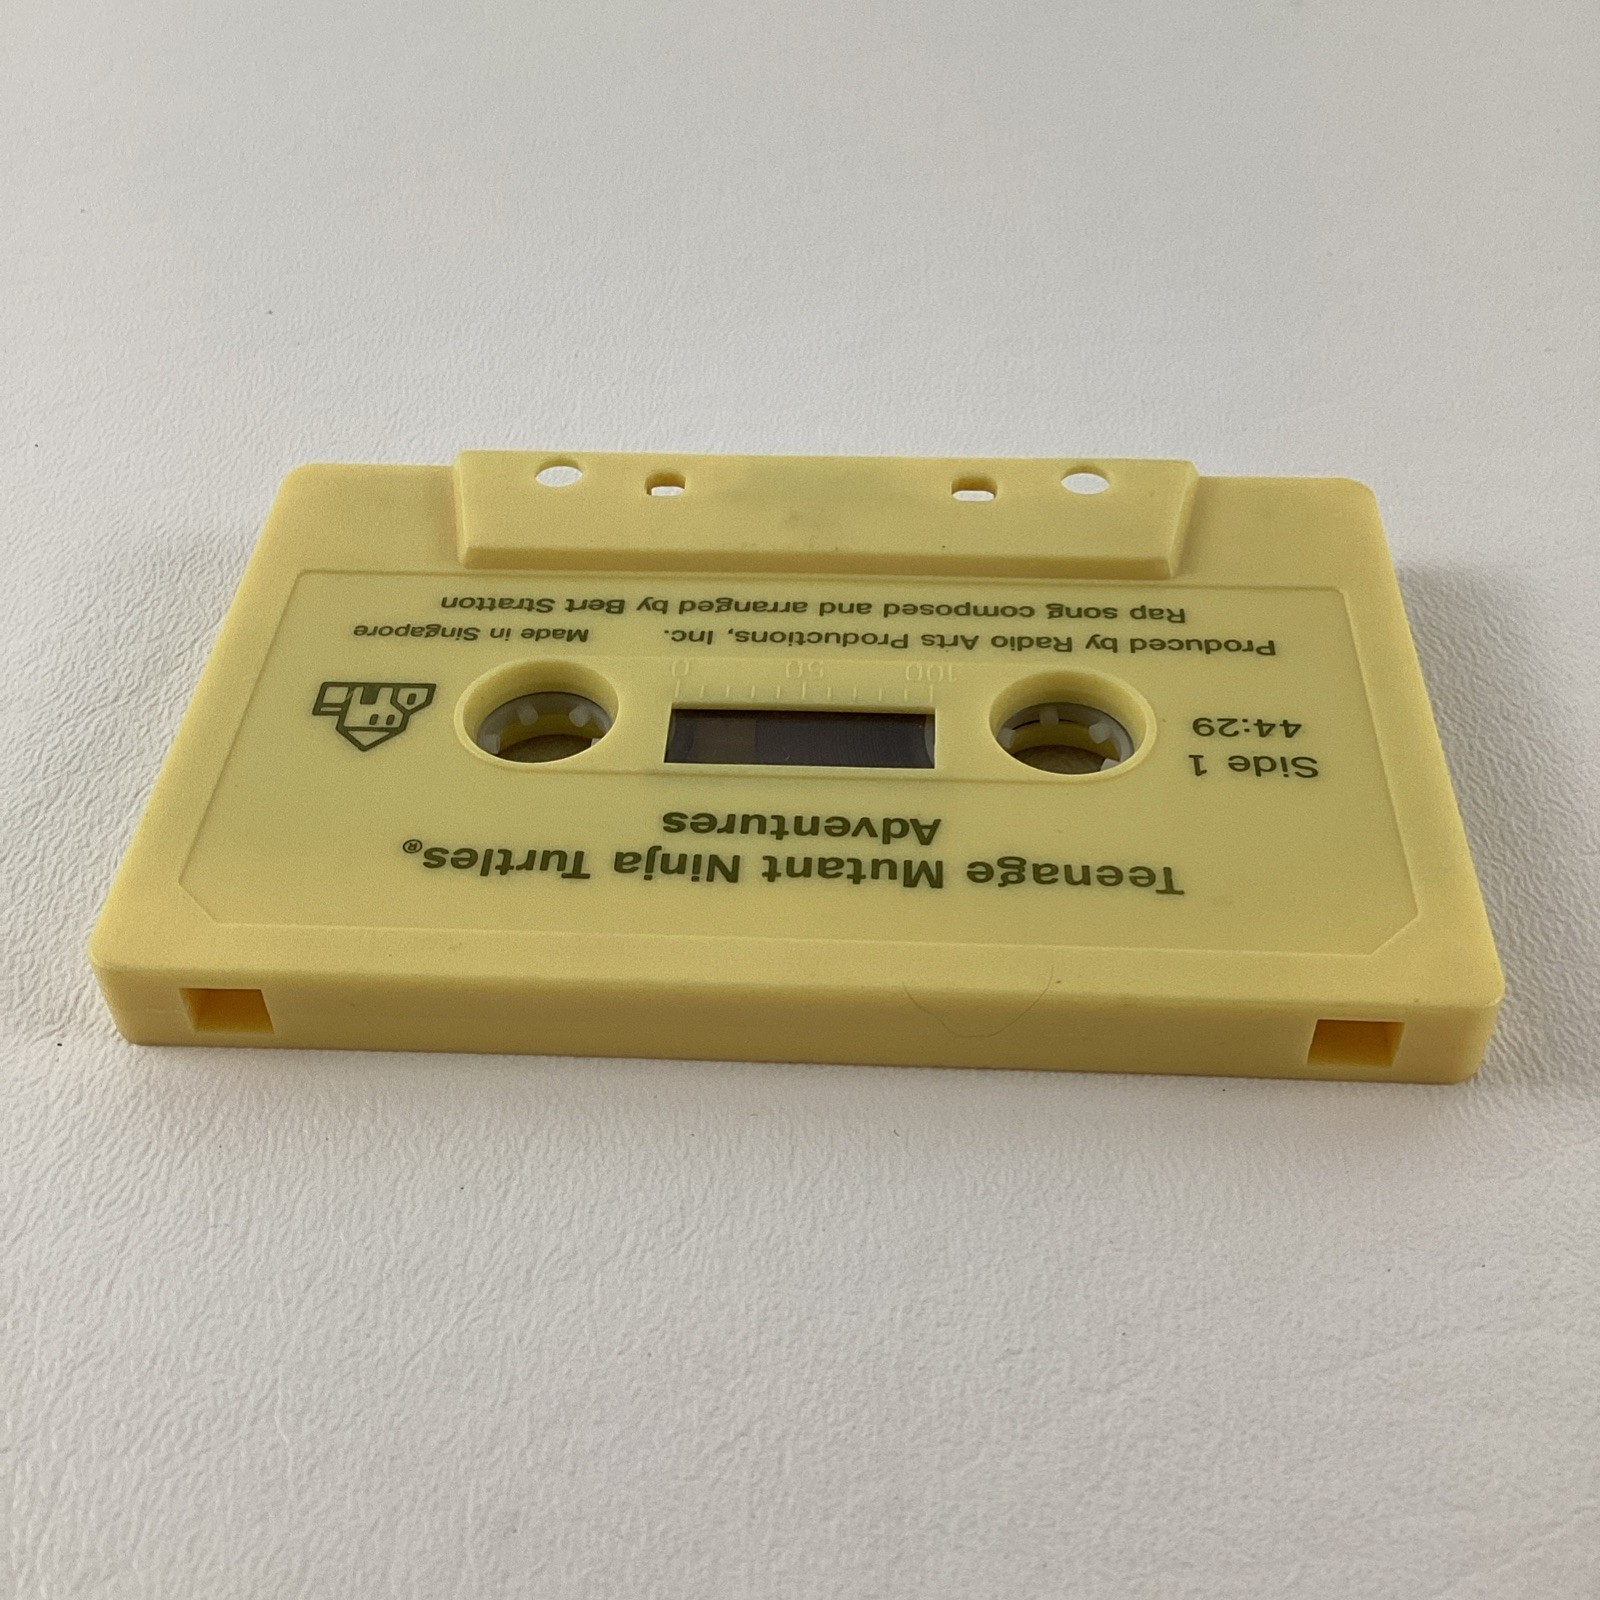 Teenage Mutant Ninja Turtles®
Adventures
Side 1
44:29
100 50 0
Produced by Radio Arts Productions, Inc. Made in Singapore
Rap song composed and arranged by Bert Stratton